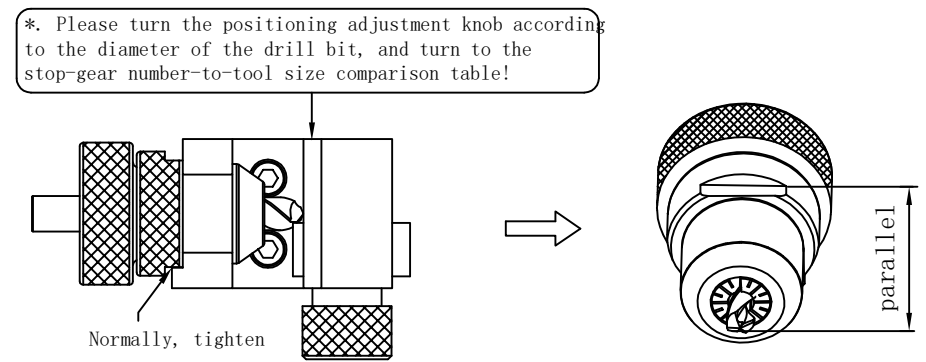 *. Please turn the positioning adjustment knob according
to the diameter of the drill bit, and turn to the
stop-gear number-to-tool size comparison table!
Normally, tighten
parallel